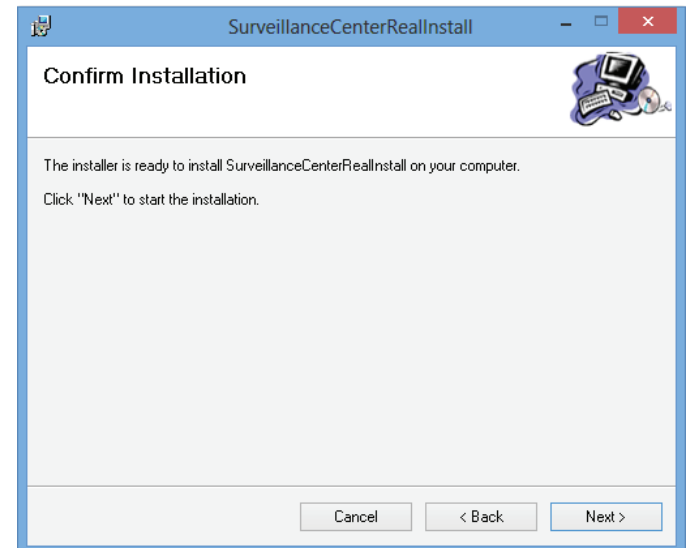 SurveillanceCenterRealInstall
Confirm Installation
The installer is ready to install SurveillanceCenterRealInstall on your computer.
Click "Next" to start the installation.
Cancel
< Back
Next >